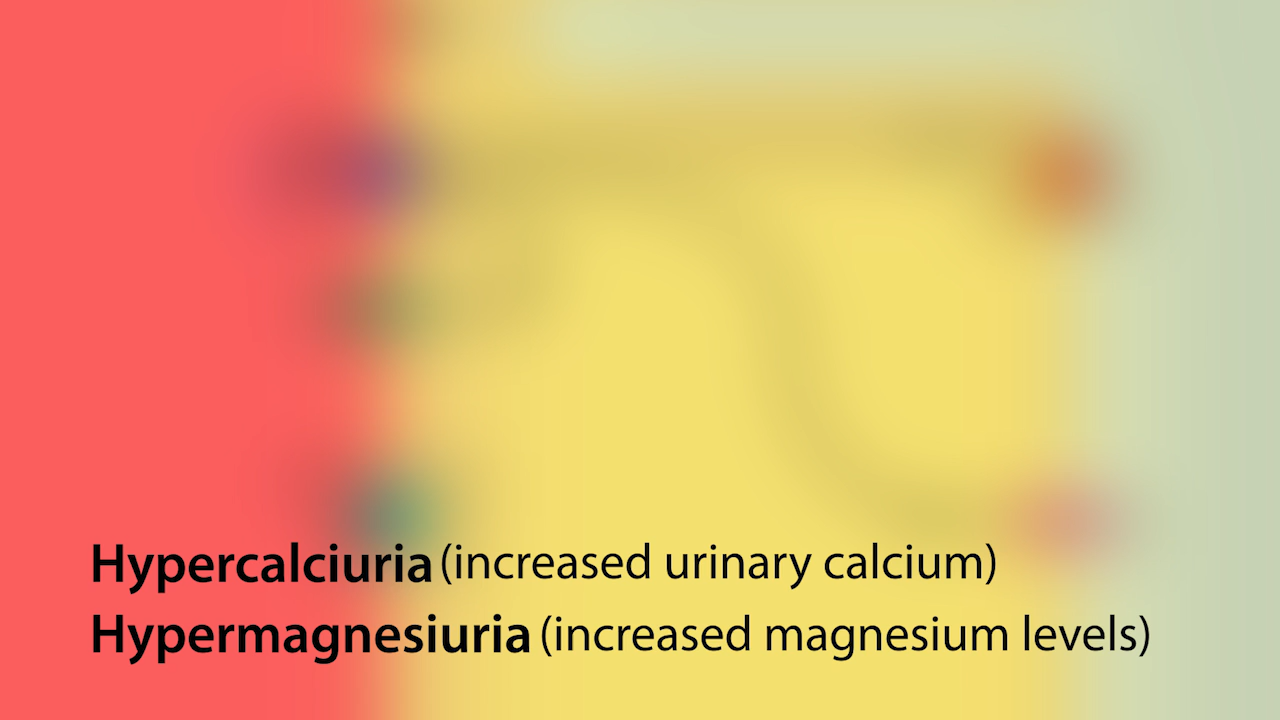 Hypercalciuria (increased urinary calcium)
Hypermagnesiuria (increased magnesium levels)